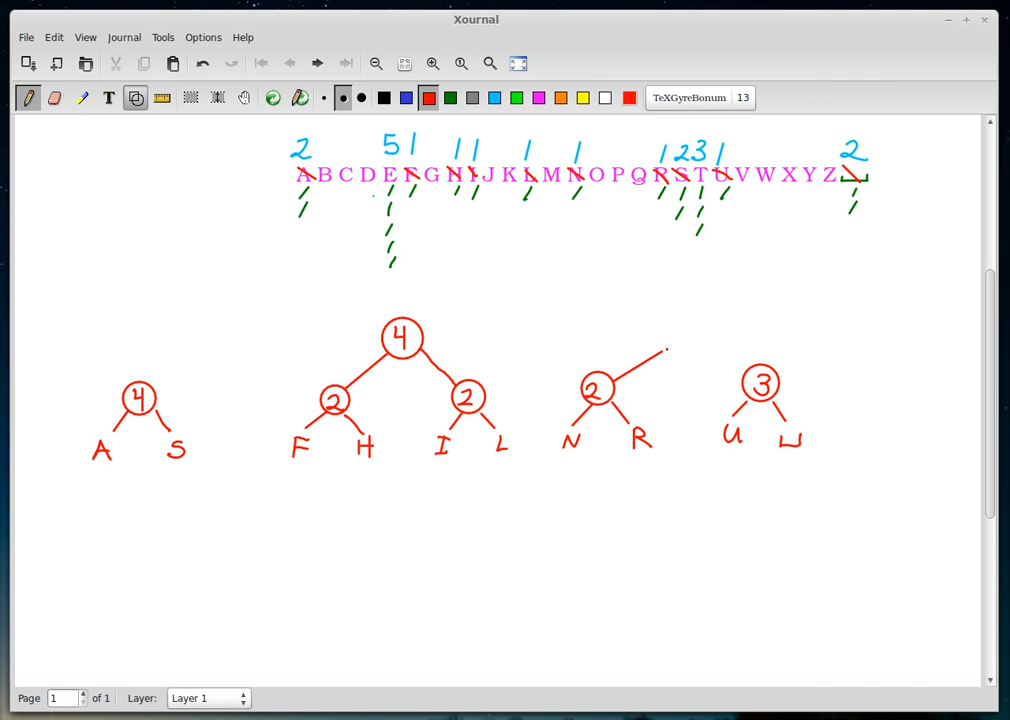 Xournal
File Edit View Journal Tools Options Help
T TeXGyreBonum 13
2 5 1 1 1 1 1 1 2 3 1 2
A B C D E F G H I J K L M N O P Q R S T U V W X Y Z ⎵
4
4 2 2 2 3
A S F H I L N R U ⎵
Page 1 of 1 Layer: Layer 1